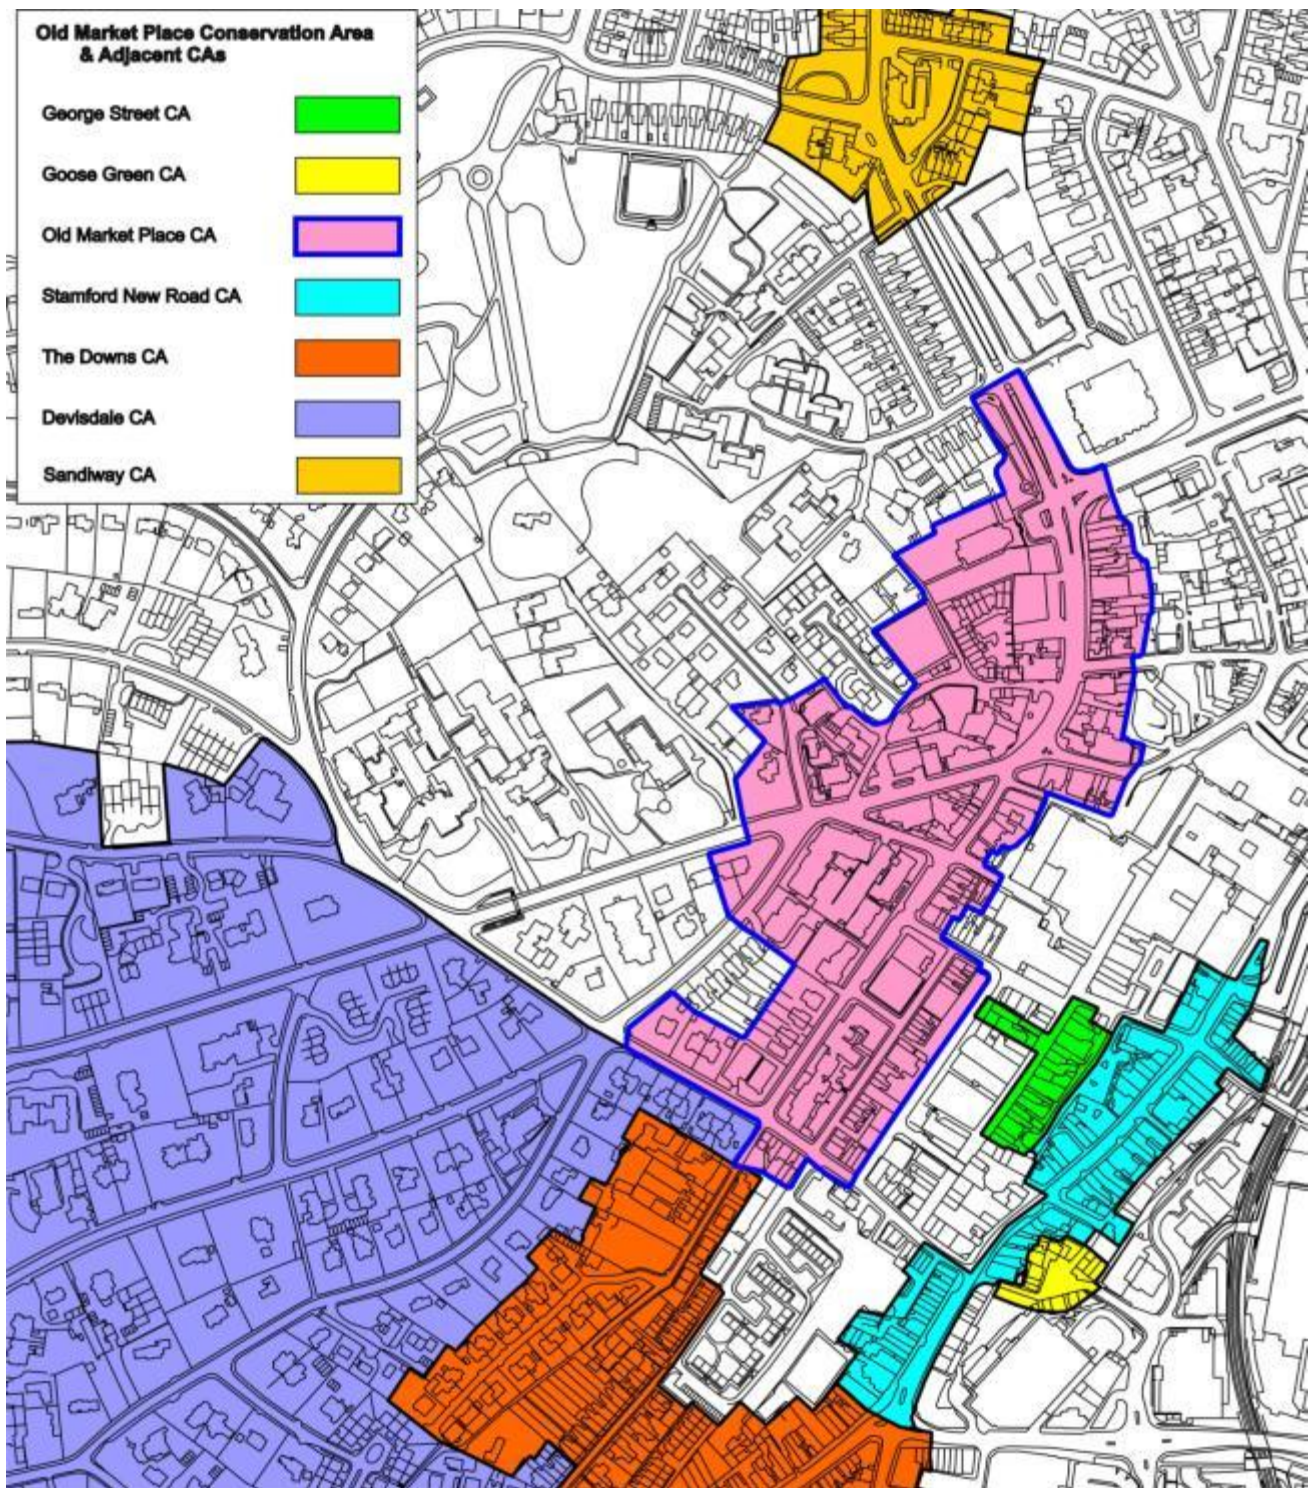 Old Market Place Conservation Area
& Adjacent CAs
George Street CA
Goose Green CA
Old Market Place CA
Stamford New Road CA
The Downs CA
Devisdale CA
Sandiway CA